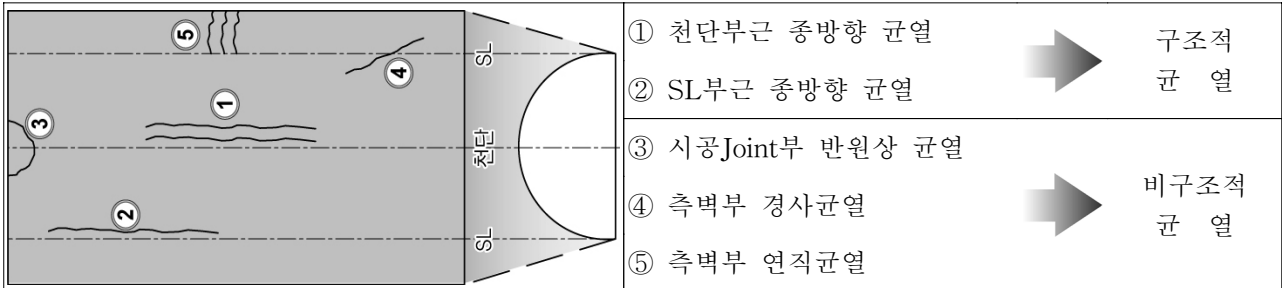 ⑤
④
③
①
②
SL
천단
SL
① 천단부근 종방향 균열
② SL부근 종방향 균열
구조적
균 열
③ 시공Joint부 반원상 균열
④ 측벽부 경사균열
⑤ 측벽부 연직균열
비구조적
균 열